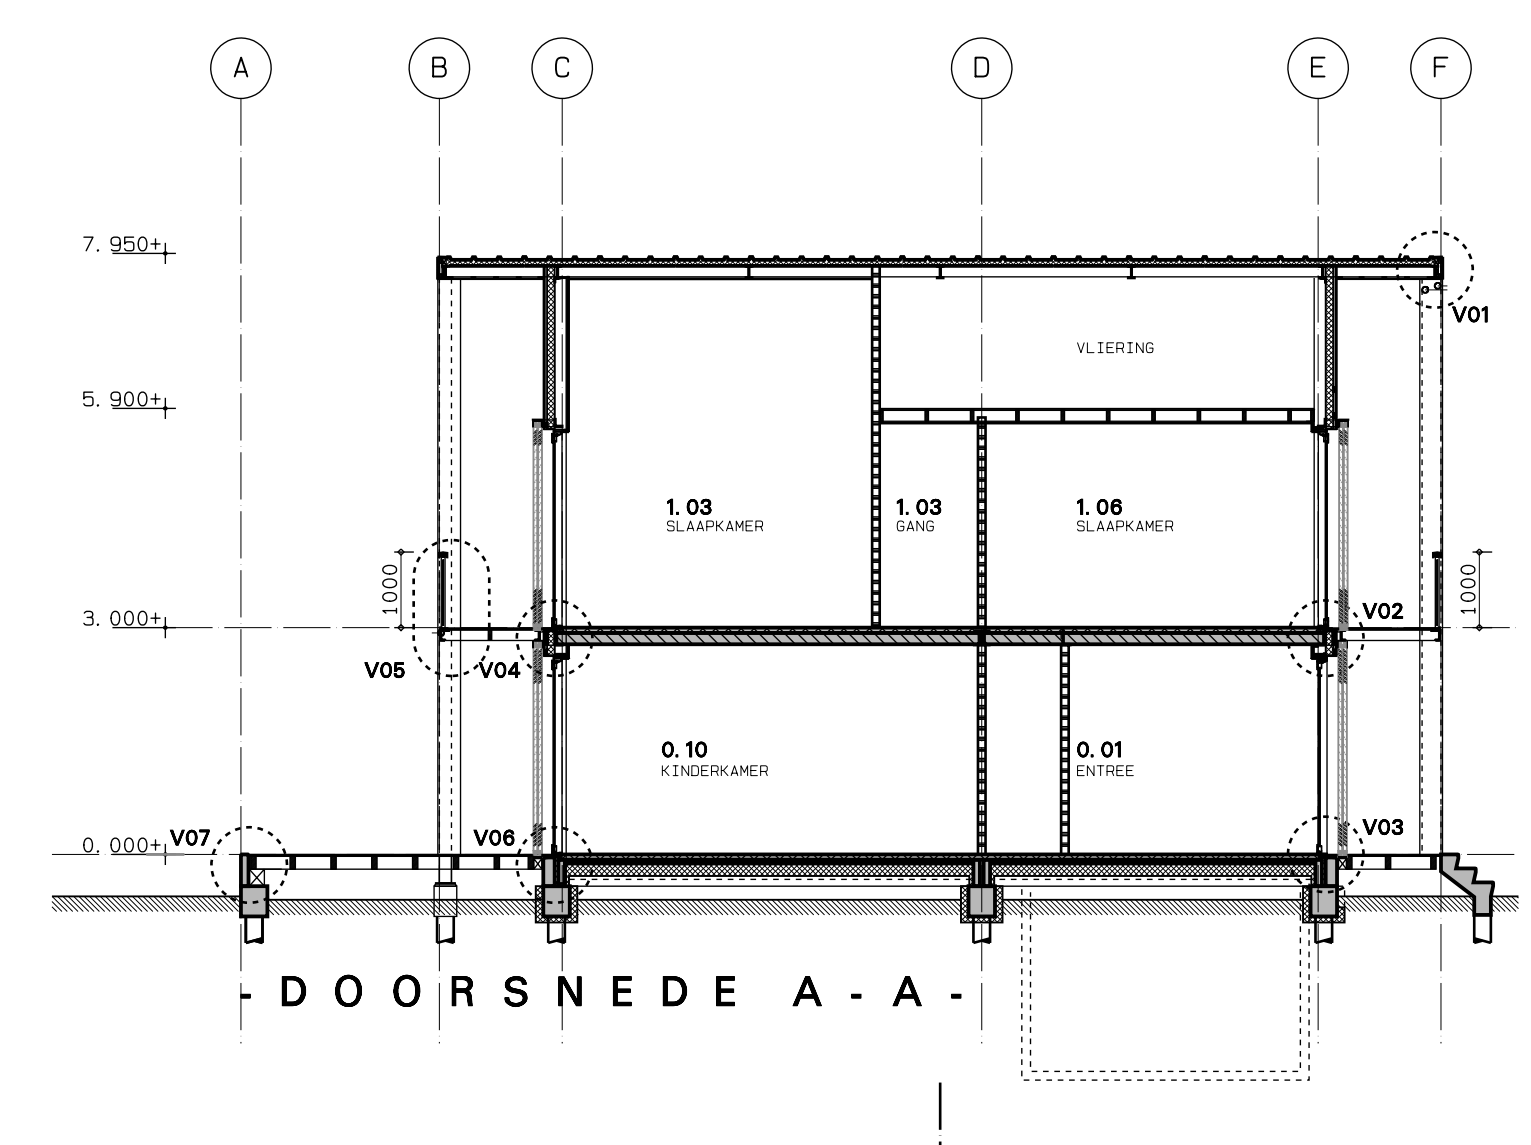 A B C D E F
7. 950+
V01
VLIERING
5. 900+
1. 03 1. 03 1. 06
SLAAPKAMER GANG SLAAPKAMER
1000 1000
3. 000+ V02
V05 V04
0. 10 0. 01
KINDERKAMER ENTREE
0. 000+ V07 V06 V03
- D O O R S N E D E A - A -